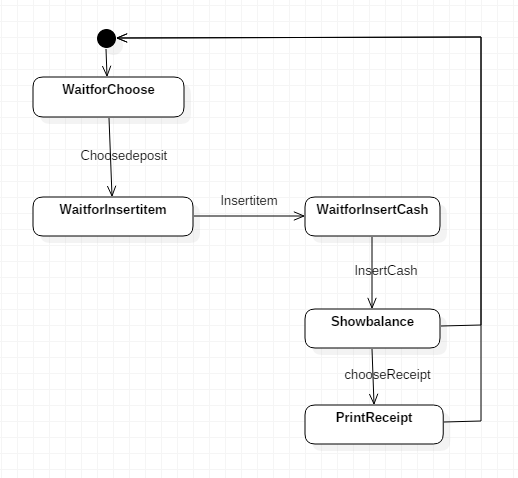 WaitforChoose
Choosedeposit
WaitforInsertitem
Insertitem
WaitforInsertCash
InsertCash
Showbalance
chooseReceipt
PrintReceipt